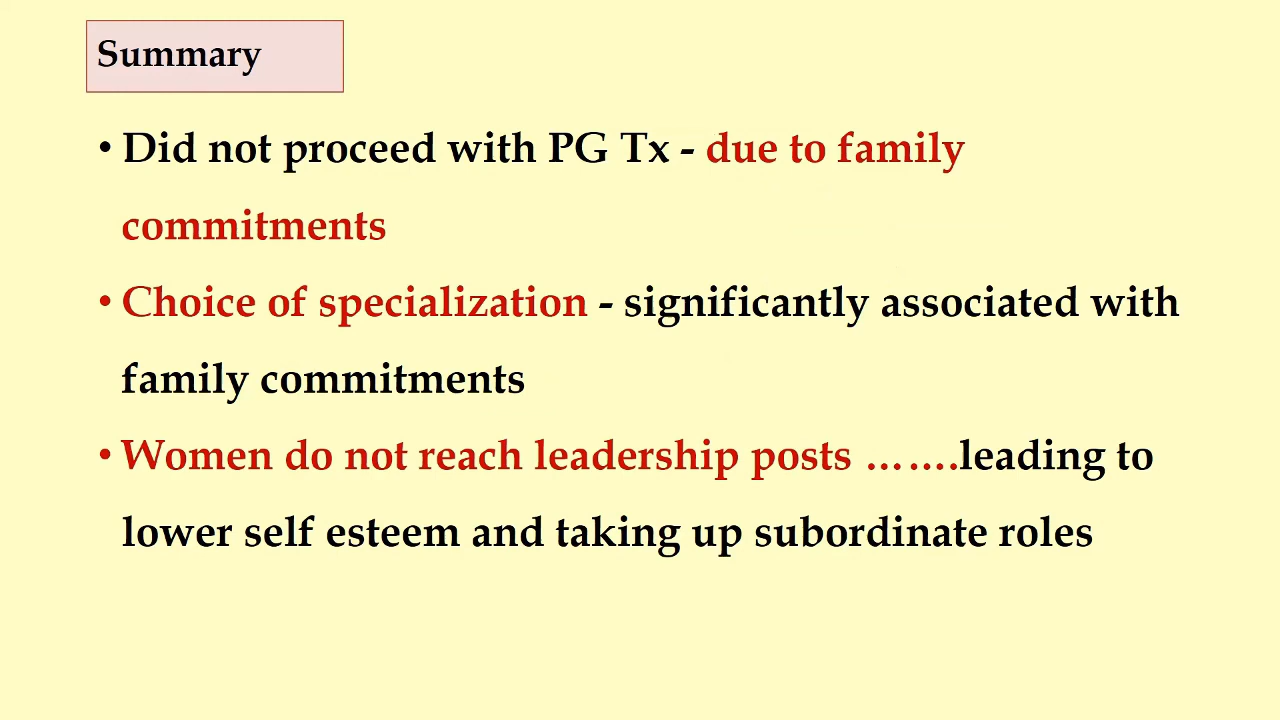 Summary
• Did not proceed with PG Tx - due to family
commitments
• Choice of specialization - significantly associated with
family commitments
• Women do not reach leadership posts …….leading to
lower self esteem and taking up subordinate roles